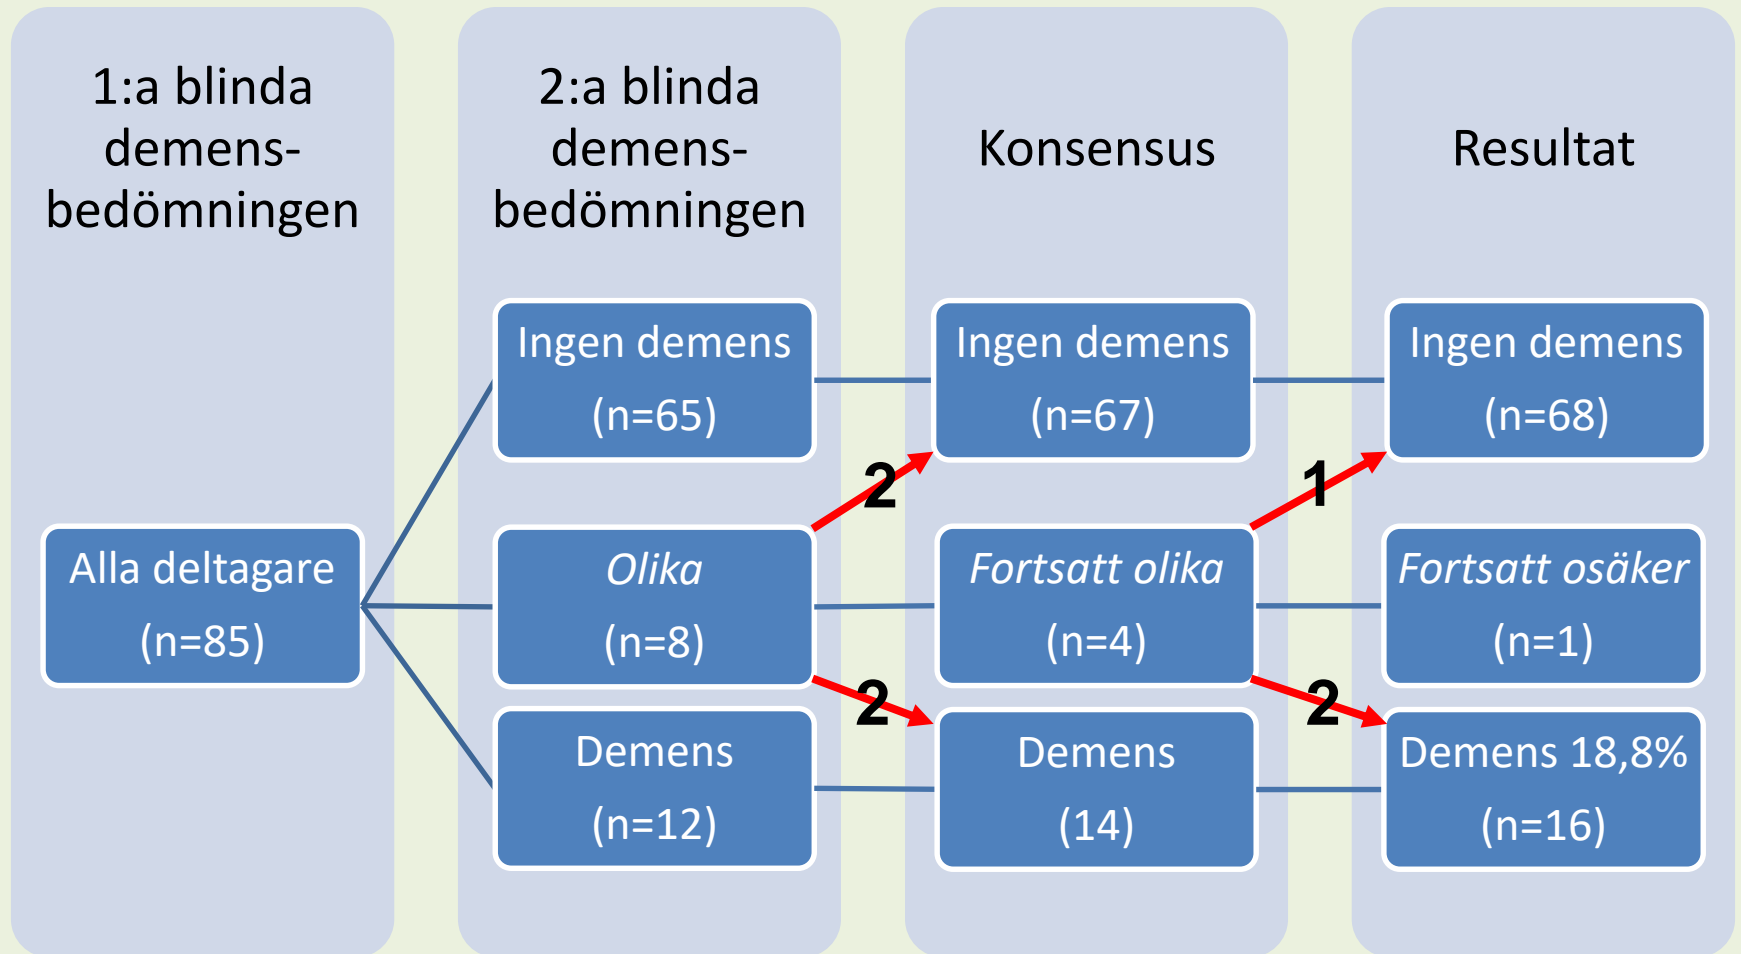 1:a blinda
demens-
bedömningen
2:a blinda
demens-
bedömningen
Konsensus
Resultat
Alla deltagare
(n=85)
Ingen demens
(n=65)
Olika
(n=8)
Demens
(n=12)
2
2
Ingen demens
(n=67)
Fortsatt olika
(n=4)
Demens
(14)
1
2
Ingen demens
(n=68)
Fortsatt osäker
(n=1)
Demens 18,8%
(n=16)